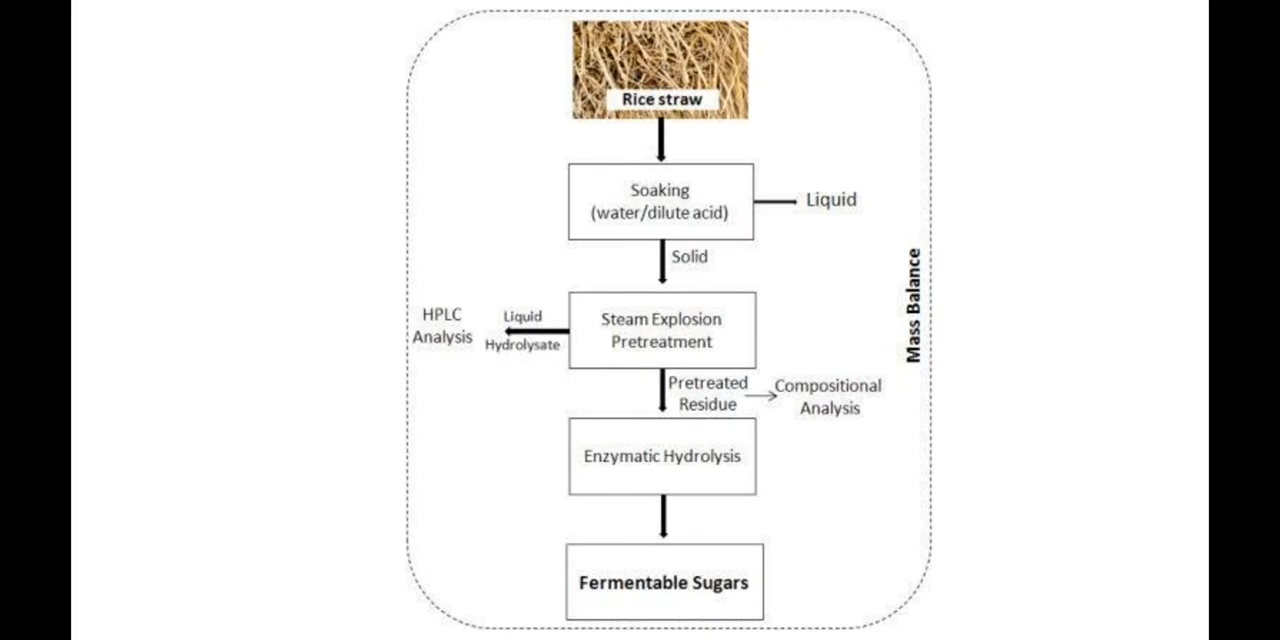 Rice straw
Soaking
(water/dilute acid)
Liquid
Solid
Steam Explosion
Pretreatment
Liquid
Hydrolysate
HPLC
Analysis
Pretreated
Residue
Compositional
Analysis
Enzymatic Hydrolysis
Fermentable Sugars
Mass Balance